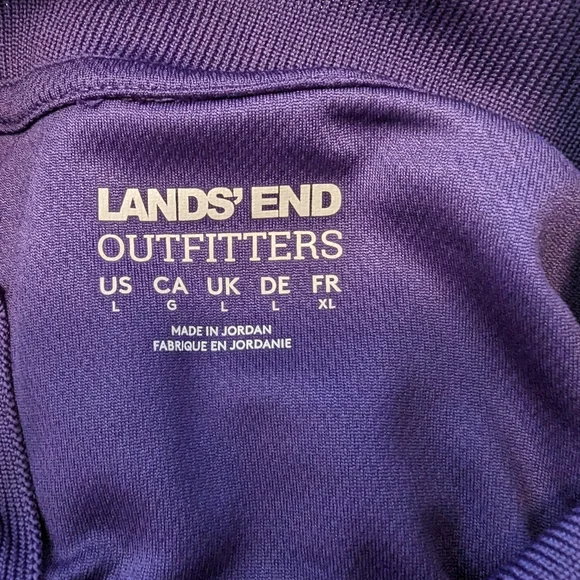 LANDS' END
OUTFITTERS
US CA UK DE FR
L G L L XL
MADE IN JORDAN
FABRIQUE EN JORDANIE